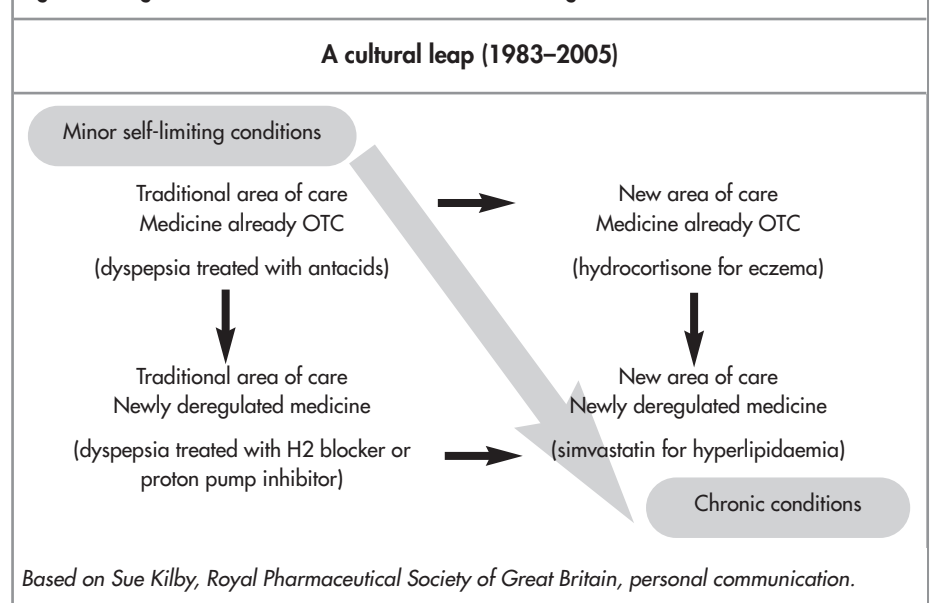 A cultural leap (1983–2005)
Minor self-limiting conditions
Traditional area of care
Medicine already OTC
(dyspepsia treated with antacids)
New area of care
Medicine already OTC
(hydrocortisone for eczema)
Traditional area of care
Newly deregulated medicine
(dyspepsia treated with H2 blocker or
proton pump inhibitor)
New area of care
Newly deregulated medicine
(simvastatin for hyperlipidaemia)
Chronic conditions
Based on Sue Kilby, Royal Pharmaceutical Society of Great Britain, personal communication.